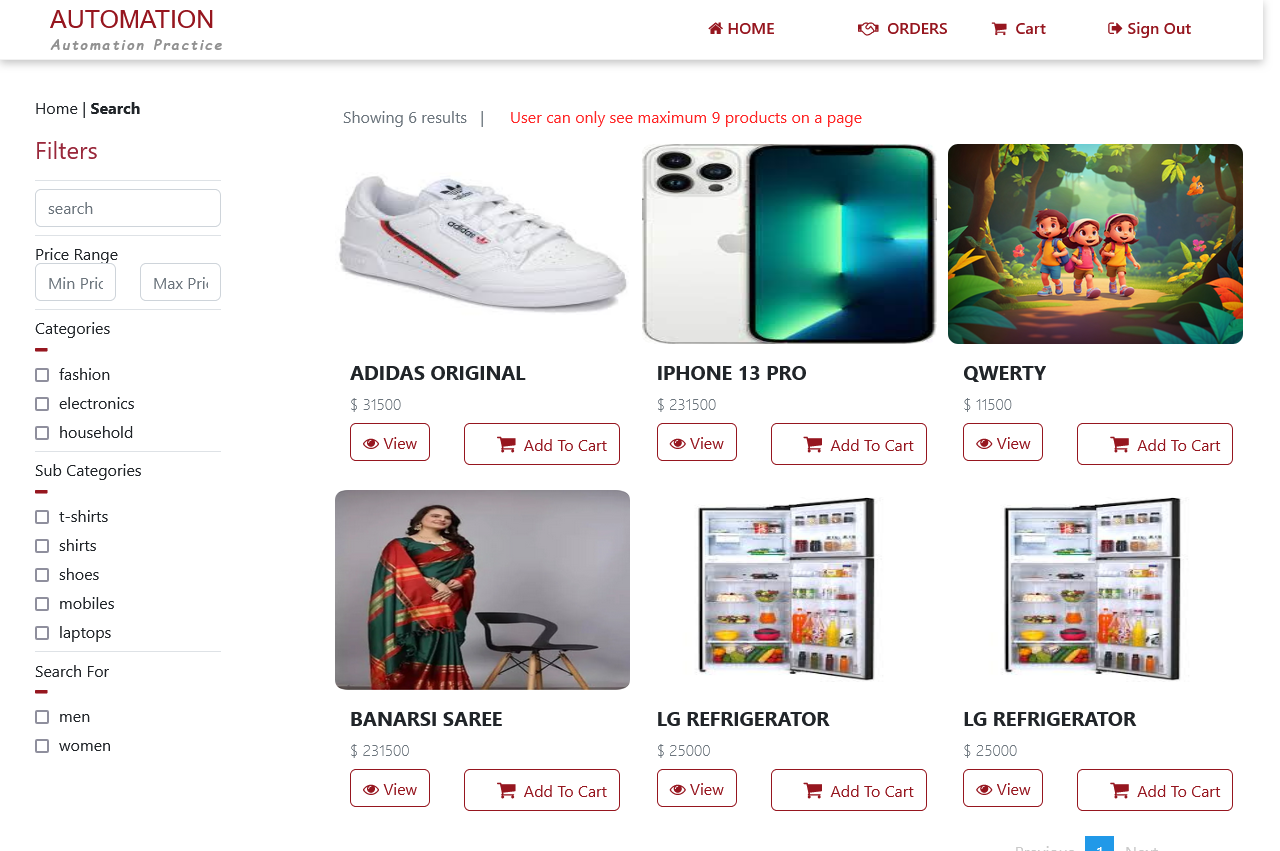 AUTOMATION
Automation Practice
HOME
ORDERS
Cart
Sign Out
Home | Search
Filters
search
Price Range
Min Pric
Max Pri
Categories
fashion
electronics
household
Sub Categories
t-shirts
shirts
shoes
mobiles
laptops
Search For
men
women
Showing 6 results |
User can only see maximum 9 products on a page
adidas
adidas
ADIDAS ORIGINAL
$ 31500
View
Add To Cart
IPHONE 13 PRO
$ 231500
View
Add To Cart
QWERTY
$ 11500
View
Add To Cart
BANARSI SAREE
$ 231500
View
Add To Cart
LG REFRIGERATOR
$ 25000
View
Add To Cart
LG REFRIGERATOR
$ 25000
View
Add To Cart
Previous 1 Next